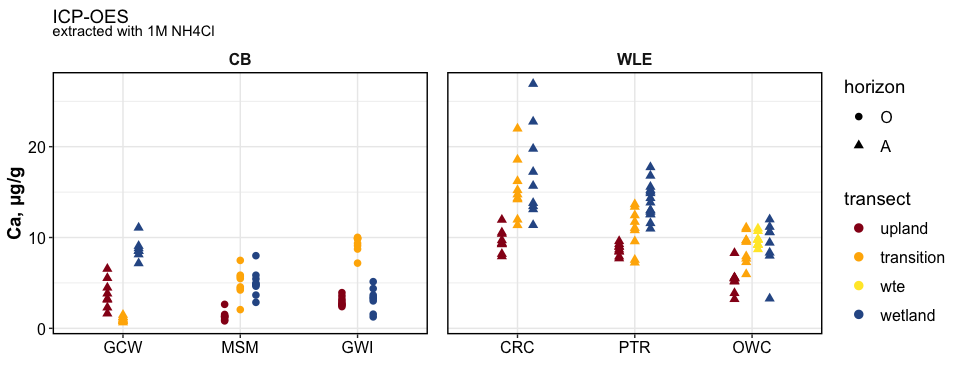 ICP-OES
extracted with 1M NH4Cl
CB
WLE
Ca, µg/g
20
10
0
GCW
MSM
GWI
CRC
PTR
OWC
horizon
O
A
transect
upland
transition
wte
wetland